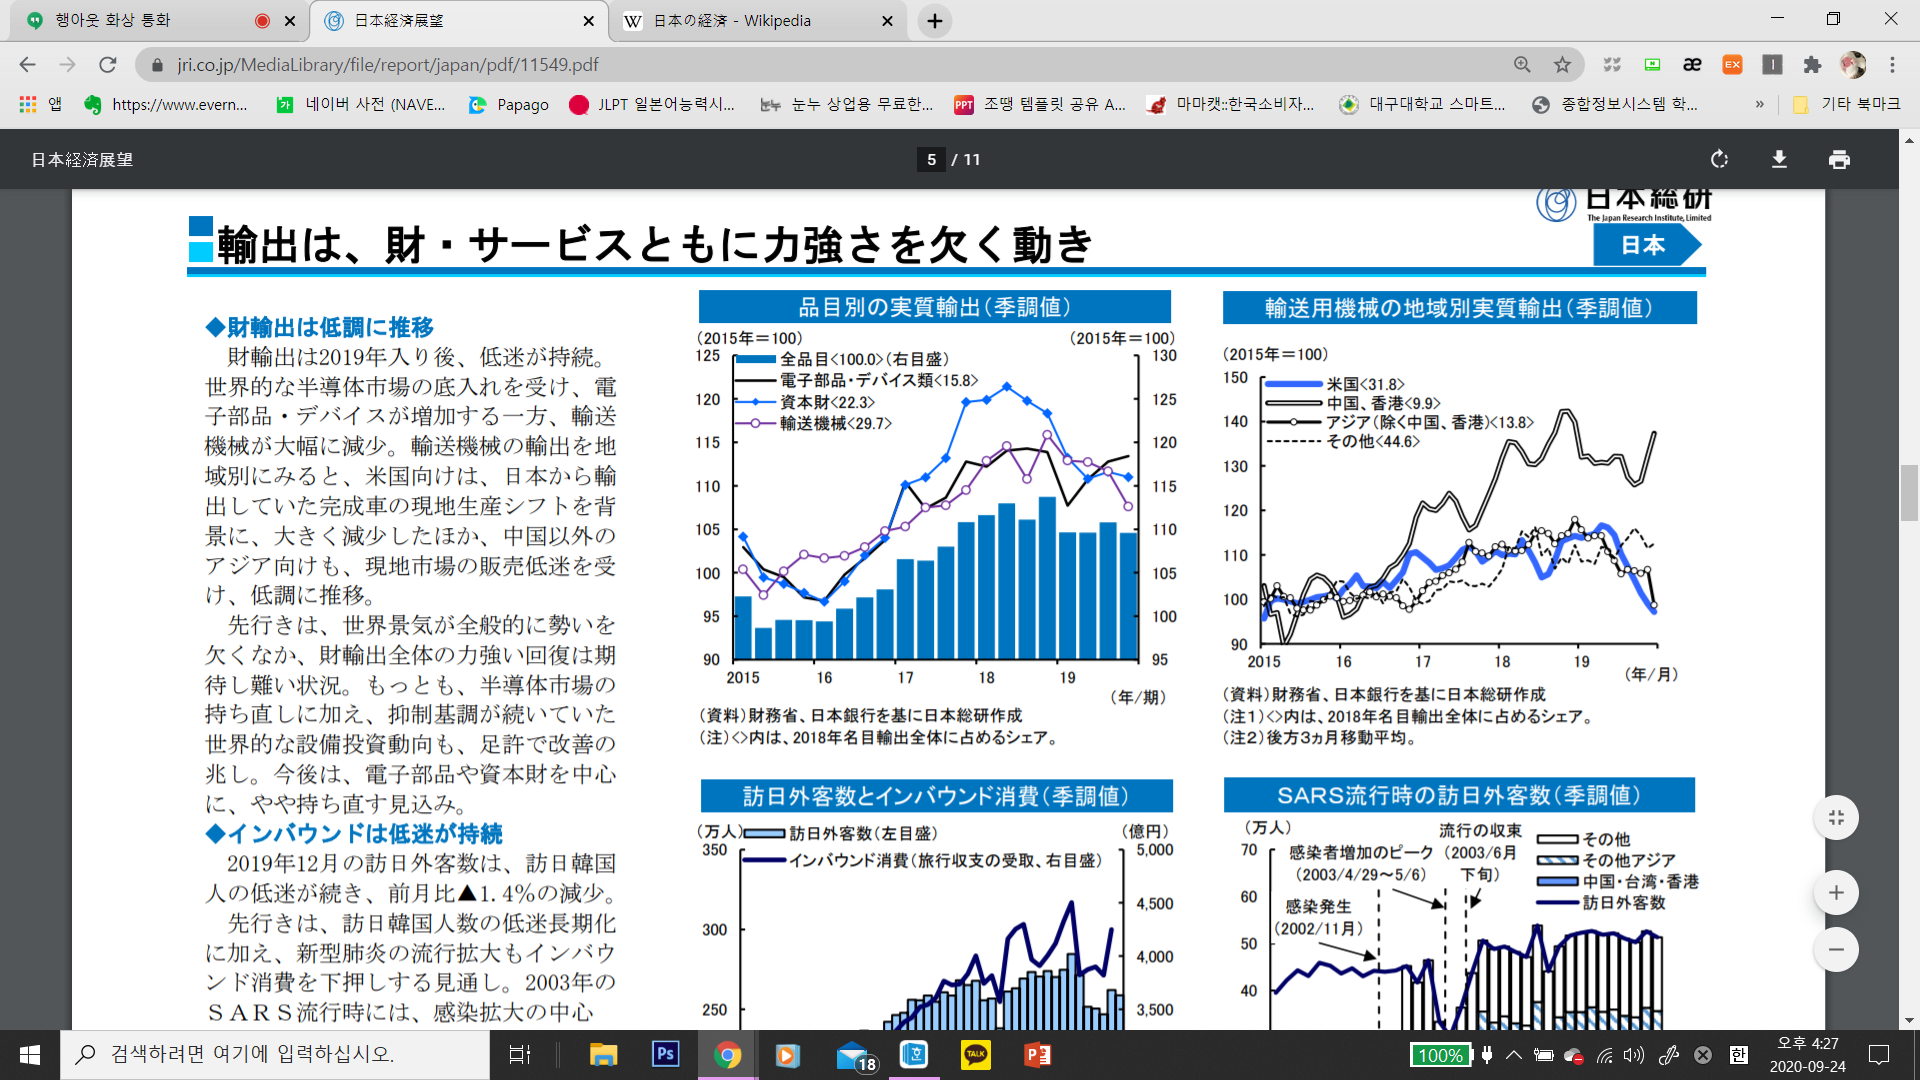 행아웃 화상 통화
日本経済展望
日本の経済 - Wikipedia
jri.co.jp/MediaLibrary/file/report/japan/pdf/11549.pdf
앱
https://www.evern...
네이버 사전 (NAVE...
Papago
JLPT 일본어능력시...
눈누 상업용 무료한...
조땡 템플릿 공유 A...
마마캣::한국소비자...
대구대학교 스마트...
종합정보시스템 학...
»
기타 북마크
日本経済展望
5 / 11
日本総研
The Japan Research Institute, Limited
輸出は、財・サービスともに力強さを欠く動き
日本
◆財輸出は低調に推移
財輸出は2019年入り後、低迷が持続。
世界的な半導体市場の底入れを受け、電
子部品・デバイスが増加する一方、輸送
機械が大幅に減少。輸送機械の輸出を地
域別にみると、米国向けは、日本から輸
出していた完成車の現地生産シフトを背
景に、大きく減少したほか、中国以外の
アジア向けも、現地市場の販売低迷を受
け、低調に推移。
先行きは、世界景気が全般的に勢いを
欠くなか、財輸出全体の力強い回復は期
待し難い状況。もっとも、半導体市場の
持ち直しに加え、抑制基調が続いていた
世界的な設備投資動向も、足許で改善の
兆し。今後は、電子部品や資本財を中心
に、やや持ち直す見込み。
◆インバウンドは低迷が持続
2019年12月の訪日外客数は、訪日韓国
人の低迷が続き、前月比▲1.4%の減少。
先行きは、訪日韓国人数の低迷長期化
に加え、新型肺炎の流行拡大もインバウ
ンド消費を下押しする見通し。2003年の
ＳＡＲＳ流行時には、感染拡大の中心
品目別の実質輸出(季調値)
(2015年＝100)
(2015年＝100)
全品目<100.0>(右目盛)
電子部品・デバイス類<15.8>
資本財<22.3>
輸送機械<29.7>
125
120
115
110
105
100
95
90
130
125
120
115
110
105
100
95
2015 16 17 18 19
(年/期)
(資料)財務省、日本銀行を基に日本総研作成
(注)<>内は、2018年名目輸出全体に占めるシェア。
輸送用機械の地域別実質輸出(季調値)
(2015年＝100)
米国<31.8>
中国、香港<9.9>
アジア(除く中国、香港)<13.8>
その他<44.6>
150
140
130
120
110
100
90
2015 16 17 18 19
(年/月)
(資料)財務省、日本銀行を基に日本総研作成
(注1)<>内は、2018年名目輸出全体に占めるシェア。
(注2)後方3ヵ月移動平均。
訪日外客数とインバウンド消費(季調値)
(万人)
(億円)
訪日外客数(左目盛)
インバウンド消費(旅行収支の受取、右目盛)
350
300
250
5,000
4,500
4,000
3,500
SARS流行時の訪日外客数(季調値)
(万人)
70
60
50
40
感染者増加のピーク
(2003/4/29～5/6)
流行の収束
(2003/6月
下旬)
感染発生
(2002/11月)
その他
その他アジア
中国・台湾・香港
訪日外客数
검색하려면 여기에 입력하십시오.
Ps
18
TALK
100%
한
오후 4:27
2020-09-24